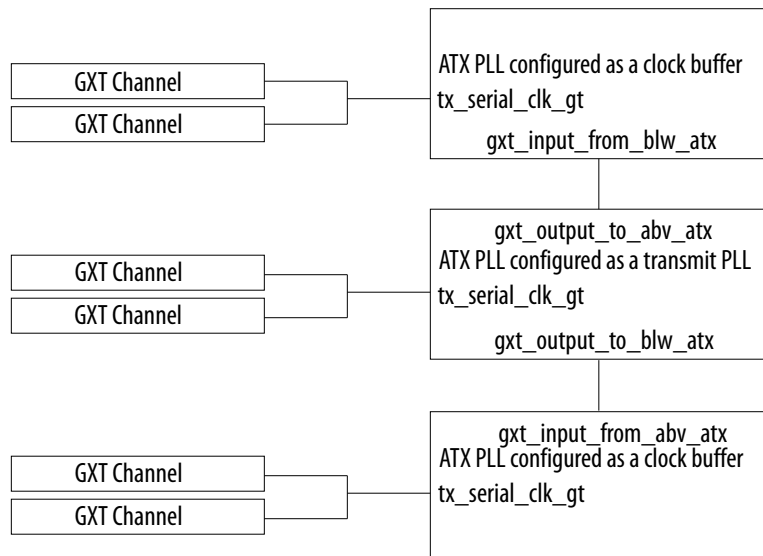 GXT Channel
GXT Channel
ATX PLL configured as a clock buffer
tx_serial_clk_gt
gxt_input_from_blw_atx
GXT Channel
GXT Channel
gxt_output_to_abv_atx
ATX PLL configured as a transmit PLL
tx_serial_clk_gt
gxt_output_to_blw_atx
GXT Channel
GXT Channel
gxt_input_from_abv_atx
ATX PLL configured as a clock buffer
tx_serial_clk_gt